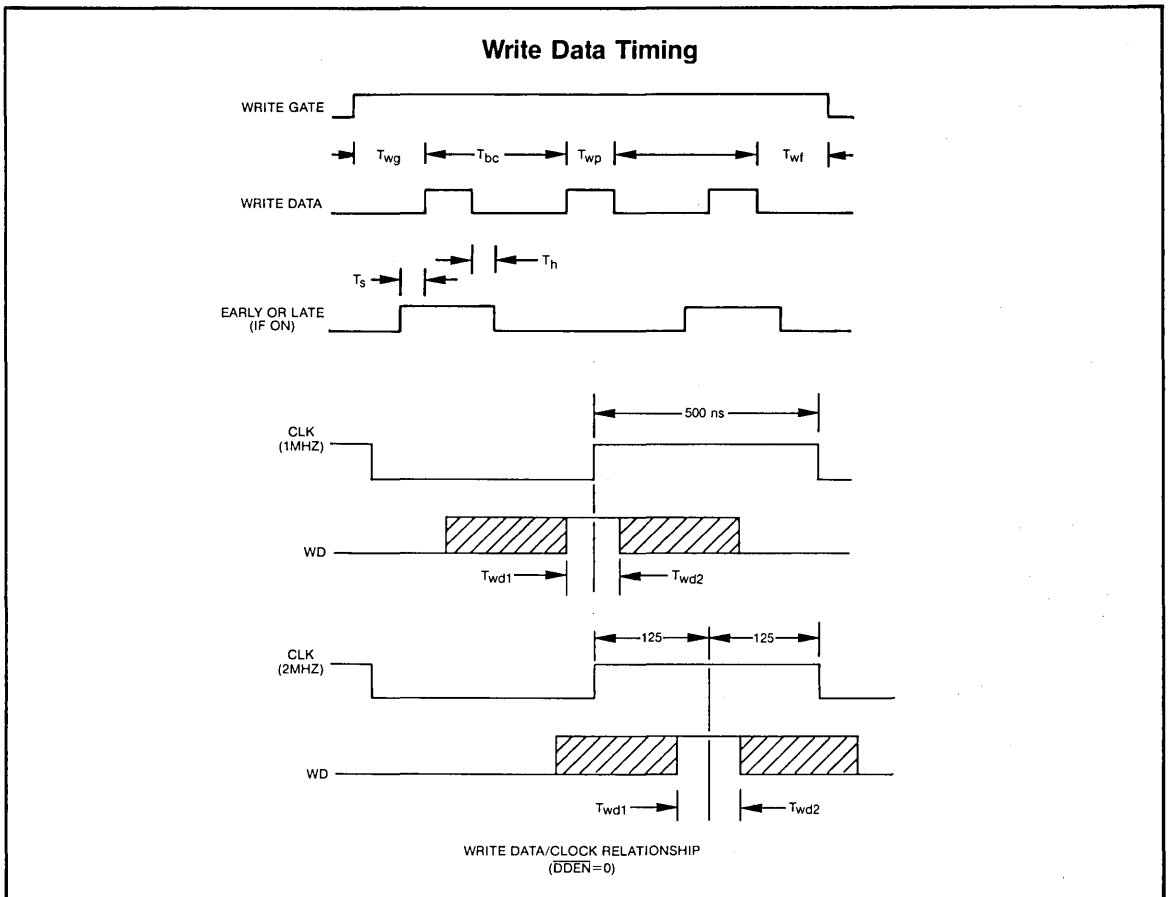 Write Data Timing
WRITE GATE
Twg Tbc Twp Twf
WRITE DATA
Th
Ts
EARLY OR LATE
(IF ON)
500 ns
CLK
(1MHZ)
WD
Twd1 Twd2
125 125
CLK
(2MHZ)
WD
Twd1 Twd2
WRITE DATA/CLOCK RELATIONSHIP
(D̅D̅E̅N̅=0)